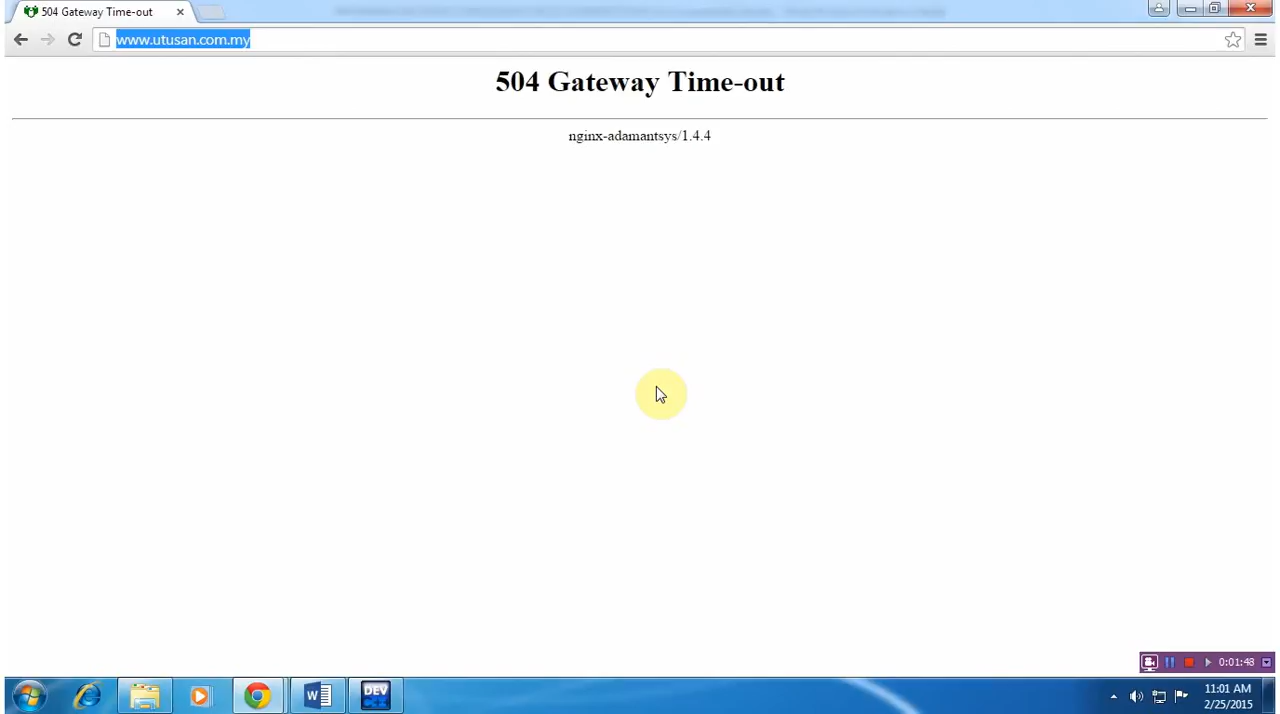 504 Gateway Time-out
www.utusan.com.my
504 Gateway Time-out
nginx-adamantsys/1.4.4
0:01:48
DEV
11:01 AM
2/25/2015